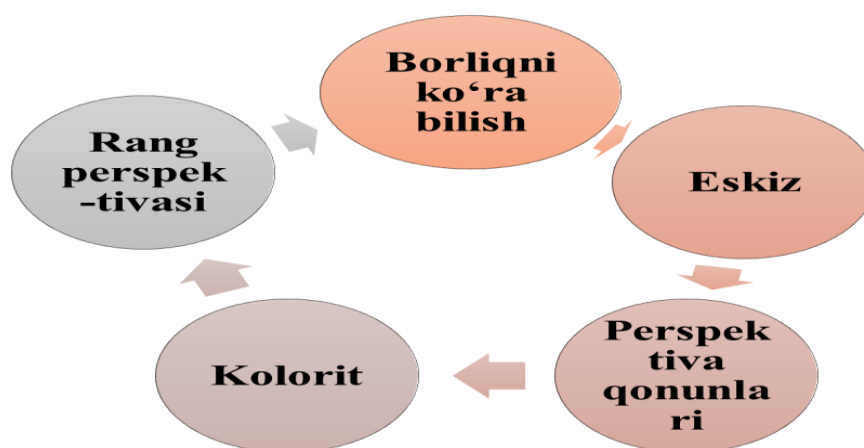 Borliqni
ko‘ra
bilish
Eskiz
Perspek
tiva
qonunla
ri
Kolorit
Rang
perspek
-tivasi